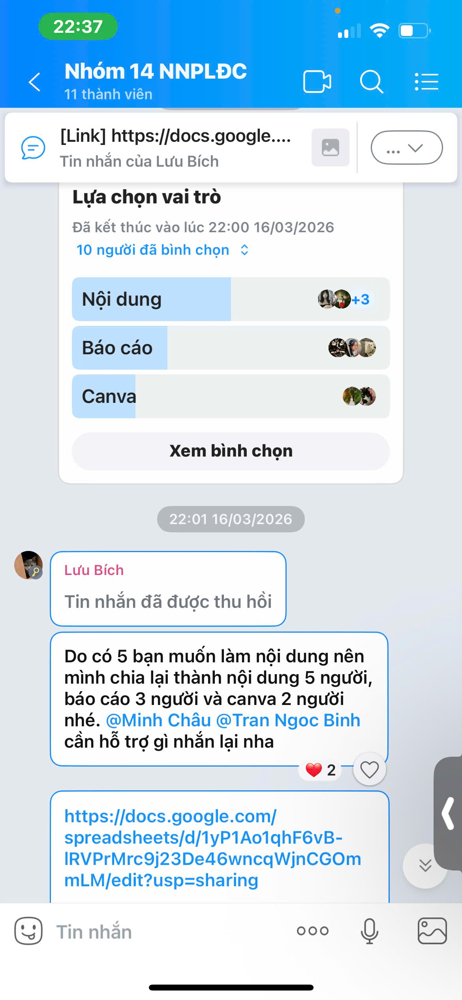 22:37
Nhóm 14 NNPLĐC
11 thành viên
[Link] https://docs.google....
Tin nhắn của Lưu Bích
...
Lựa chọn vai trò
Đã kết thúc vào lúc 22:00 16/03/2026
10 người đã bình chọn
Nội dung
+3
Báo cáo
Canva
Xem bình chọn
22:01 16/03/2026
Lưu Bích
Tin nhắn đã được thu hồi
Do có 5 bạn muốn làm nội dung nên
mình chia lại thành nội dung 5 người,
báo cáo 3 người và canva 2 người
nhé. @Minh Châu @Tran Ngoc Binh
cần hỗ trợ gì nhắn lại nha
2
https://docs.google.com/
spreadsheets/d/1yP1Ao1qhF6vB-
lRVPrMrc9j23De46wncqWjnCGOm
mLM/edit?usp=sharing
Tin nhắn